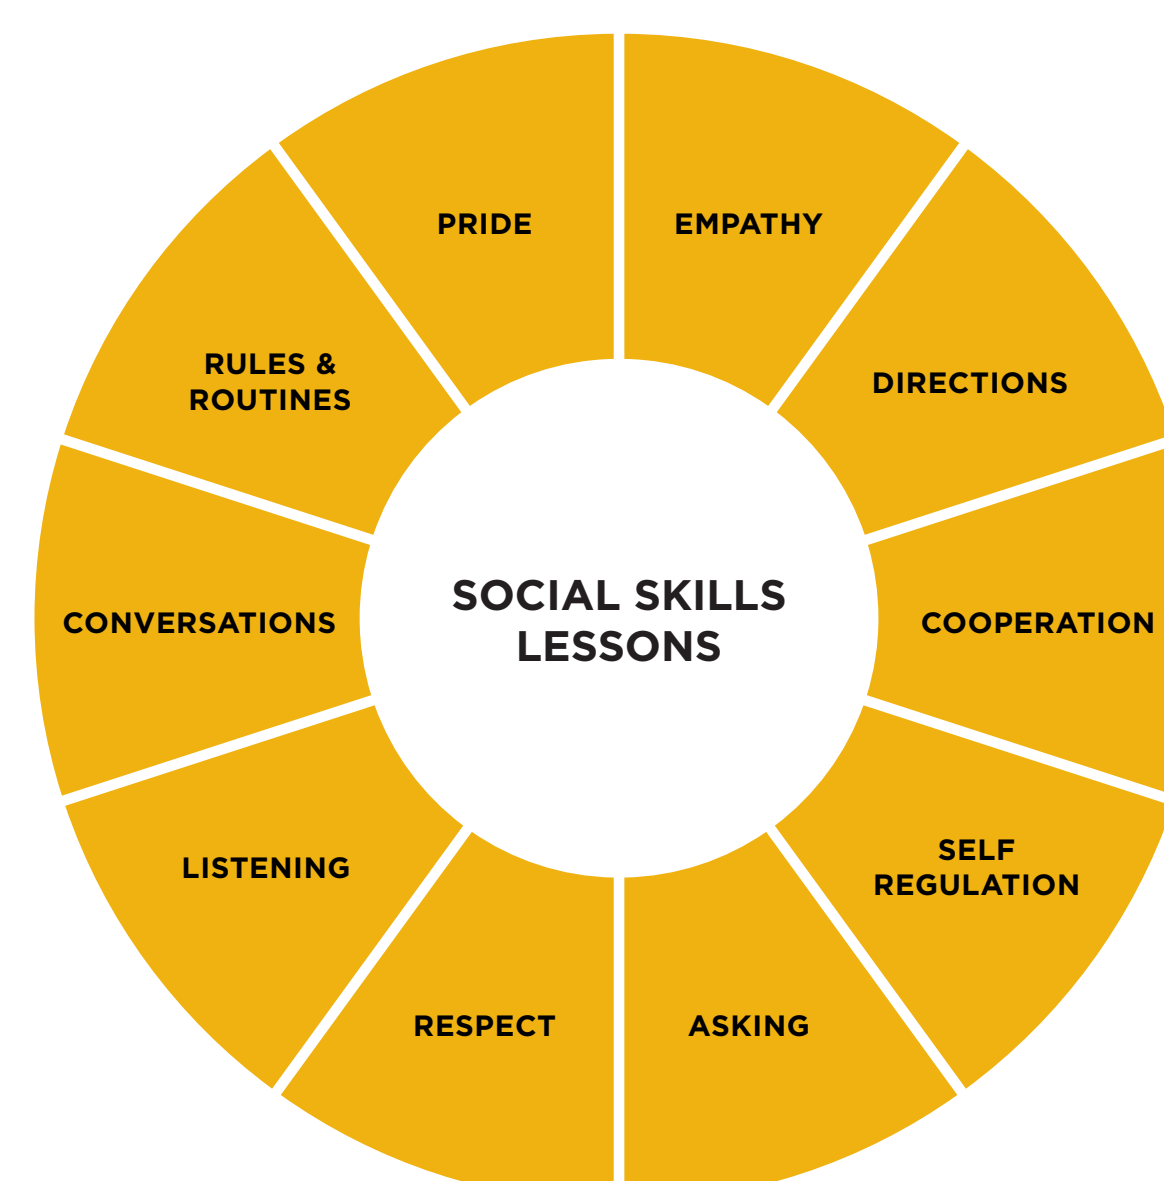 PRIDE
EMPATHY
RULES &
ROUTINES
DIRECTIONS
CONVERSATIONS
SOCIAL SKILLS
LESSONS
COOPERATION
LISTENING
SELF
REGULATION
RESPECT
ASKING